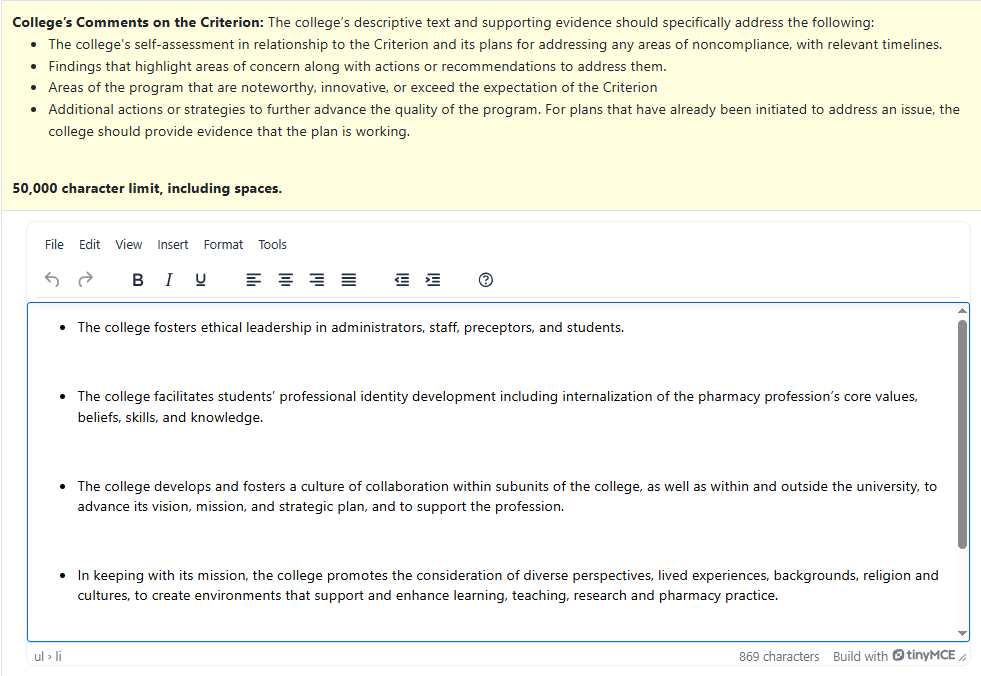 College's Comments on the Criterion: The college's descriptive text and supporting evidence should specifically address the following:
• The college's self-assessment in relationship to the Criterion and its plans for addressing any areas of noncompliance, with relevant timelines.
• Findings that highlight areas of concern along with actions or recommendations to address them.
• Areas of the program that are noteworthy, innovative, or exceed the expectation of the Criterion
• Additional actions or strategies to further advance the quality of the program. For plans that have already been initiated to address an issue, the
college should provide evidence that the plan is working.
50,000 character limit, including spaces.
File Edit View Insert Format Tools
B I U
• The college fosters ethical leadership in administrators, staff, preceptors, and students.
• The college facilitates students' professional identity development including internalization of the pharmacy profession's core values,
beliefs, skills, and knowledge.
• The college develops and fosters a culture of collaboration within subunits of the college, as well as within and outside the university, to
advance its vision, mission, and strategic plan, and to support the profession.
• In keeping with its mission, the college promotes the consideration of diverse perspectives, lived experiences, backgrounds, religion and
cultures, to create environments that support and enhance learning, teaching, research and pharmacy practice.
ul › li 869 characters Build with tinyMCE